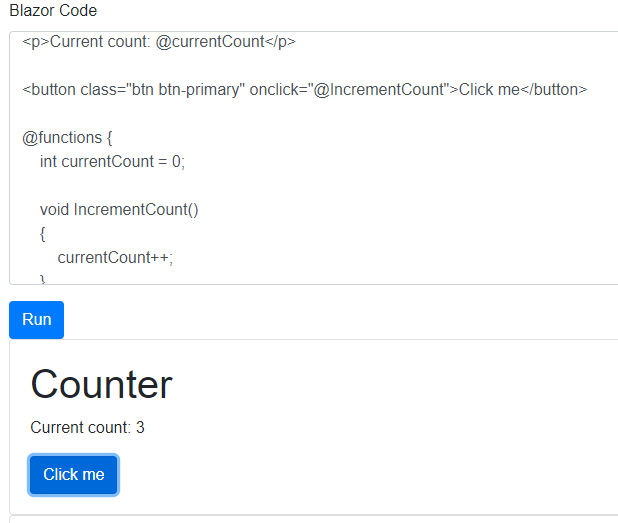 Blazor Code
<p>Current count: @currentCount</p>
<button class="btn btn-primary" onclick="@IncrementCount">Click me</button>
@functions {
int currentCount = 0;
void IncrementCount()
{
currentCount++;
}
Run
Counter
Current count: 3
Click me